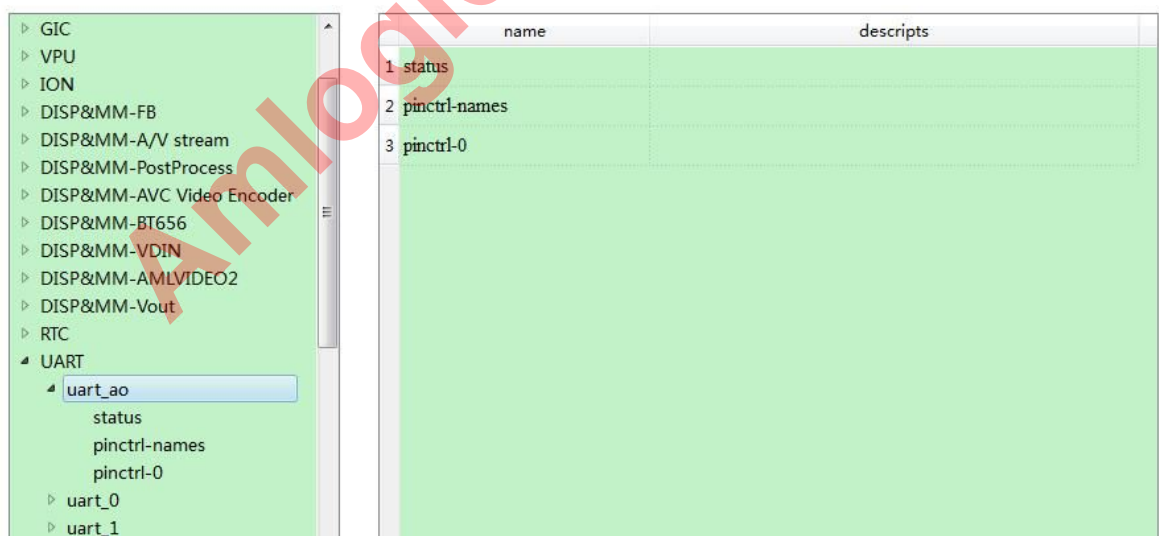 GIC
VPU
ION
DISP&MM-FB
DISP&MM-A/V stream
DISP&MM-PostProcess
DISP&MM-AVC Video Encoder
DISP&MM-BT656
DISP&MM-VDIN
DISP&MM-AMLVIDEO2
DISP&MM-Vout
RTC
UART
uart_ao
status
pinctrl-names
pinctrl-0
uart_0
uart_1
name descripts
1 status
2 pinctrl-names
3 pinctrl-0
Amlogic